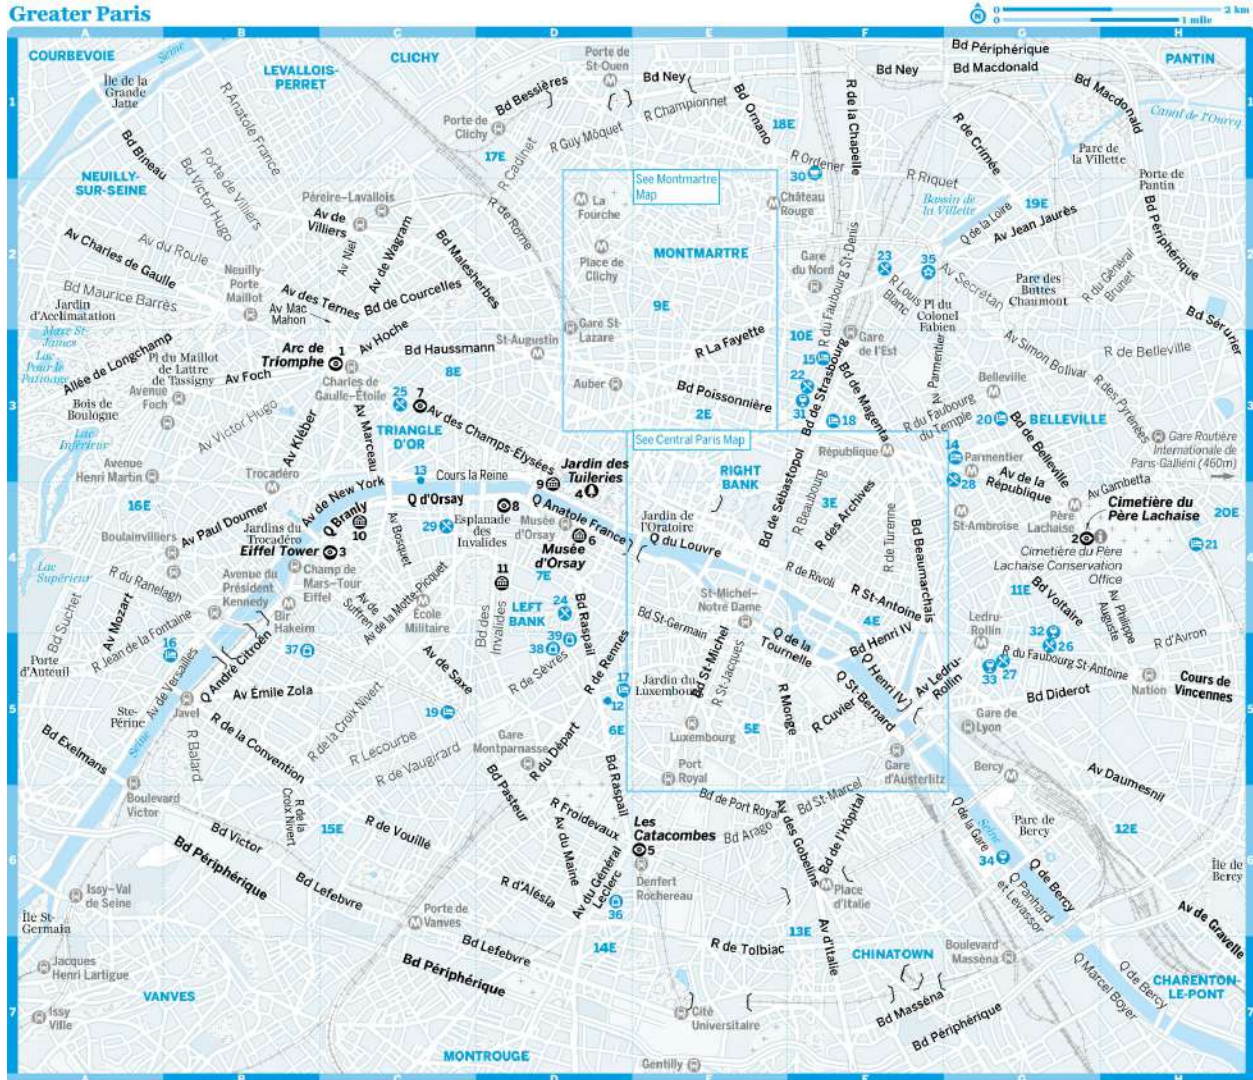 Greater Paris
0 2 km
0 1 mile
A B C D E F G H
COURBEVOIE
Seine
CLICHY
Porte de
St-Ouen
Bd Périphérique
PANTIN
Île de la
Grande
Jatte
LEVALLOIS-
PERRET
Bd Bessières
Bd Ney
Bd Ney
Bd Macdonald
Bd Macdonald
1
R Anatole France
Porte de
Clichy
R Championnet
Bd Ornano
18E
R de la Chapelle
R de Crimée
Canal de l'Ourcq
1
Bd Bineau
17E
R Cadinet
R Guy Môquet
R Ordener
30
Parc de
la Villette
NEUILLY-
SUR-SEINE
Porte de Villiers
Bd Victor Hugo
Péreire-Levallois
See Montmartre
Map
Château
Rouge
R Riquet
Bassin de
la Villette
19E
Porte de
Pantin
Av de
Villiers
La
Fourche
Q de la Loire
Av Jean Jaurès
Bd Périphérique
2
Av Charles de Gaulle
Av du Roule
Av Niel
Av de Wagram
Bd Malesherbes
R de Rome
Place de
Clichy
MONTMARTRE
Gare
du Nord
R du Faubourg St-Denis
23
35
Av Secrétan
R du Général
Brunet
2
Bd Maurice Barrès
Neuilly-
Porte
Maillot
Av des Ternes
Bd de Courcelles
R Louis
Blanc
Parc des
Buttes
Chaumont
Jardin
d'Acclimatation
Av Mac
Mahon
9E
Pl du
Colonel
Fabien
Bd Sérurier
Mare St-
James
Allée de Longchamp
Arc de
Triomphe
1
Av Hoche
Bd Haussmann
St-Augustin
Gare St-
Lazare
R La Fayette
10E
Gare de
l'Est
Av Simon Bolivar
R de Belleville
Lac
Pour le
Patinage
Pl du Maillot
de Lattre
de Tassigny
Av Foch
Charles de
Gaulle-Étoile
8E
Auber
15
Bd de Strasbourg
Bd de Magenta
Av Parmentier
Belleville
R des Pyrénées
3
Bois de
Boulogne
Avenue
Foch
25
7
Bd Poissonnière
22
31
18
R du Faubourg
du Temple
20
BELLEVILLE
3
Av Victor Hugo
Av Kléber
Av Marceau
TRIANGLE
D'OR
Av des Champs-Elysées
2E
Lac
Inférieur
See Central Paris Map
République
14
Parmentier
Bd de Belleville
Gare Routière
Internationale de
Paris-Galliéni (460m)
Avenue
Henri Martin
Trocadéro
13
Cours la Reine
9
Jardin des
Tuileries
4
RIGHT
BANK
Bd de Sébastopol
R Beaubourg
28
Av de la
République
Av Gambetta
16E
Av de New York
Q d'Orsay
8
Q Anatole France
3E
R des Archives
R de Turenne
St-Ambroise
Père
Lachaise
Cimetière du
Père Lachaise
20E
Av Paul Doumer
Q Branly
10
29
Esplanade
des
Invalides
Musée
d'Orsay
6
Jardin de
l'Oratoire
Bd Beaumarchais
4
Boulainvilliers
Jardins du
Trocadéro
Eiffel Tower
3
Av Bosquet
Musée
d'Orsay
Q du Louvre
2
21
4
Cimetière du Père
Lachaise Conservation
Office
Lac
Supérieur
R du Ranelagh
Avenue du
Président
Kennedy
Champ de
Mars-Tour
Eiffel
Av de
Suffren
Av de la Motte-Picquet
11
7E
R de Rivoli
11E
Bd Voltaire
Bd Suchet
Av Mozart
R Jean de la Fontaine
Bir
Hakeim
École
Militaire
Bd des
Invalides
LEFT
BANK
24
Bd Raspail
St-Michel-
Notre Dame
R St-Antoine
4E
Ledru-
Rollin
32
Av Philippe
Auguste
Bd St-Germain
Bd Henri IV
R d'Avron
Porte
d'Auteuil
16
Av de Versailles
Q André Citroën
37
Av de Saxe
39
38
R de Sèvres
R de Rennes
Bd St-Michel
R St-Jacques
Q de la
Tournelle
Q Henri IV
Av Ledru-
Rollin
33
27
26
R du Faubourg St-Antoine
Nation
Cours de
Vincennes
Av Émile Zola
Jardin du
Luxembourg
17
12
R Monge
Q St-Bernard
Bd Diderot
5
Ste-
Périne
Javel
R de la Croix Nivert
19
6E
Luxembourg
5E
R Cuvier
Gare de
Lyon
5
Bd Exelmans
Seine
R Balard
R de la Convention
R Lecourbe
R de Vaugirard
Gare
Montparnasse
R du Départ
Port
Royal
Gare
d'Austerlitz
Bercy
Av Daumesnil
Boulevard
Victor
R de la
Croix Nivert
15E
Bd Pasteur
Bd Raspail
Bd de Port Royal
Bd St-Marcel
Bd Victor
R de Vouillé
R Froidevaux
Les
Catacombes
5
Bd Arago
Av des Gobelins
Bd de l'Hôpital
Q de la Gare
Seine
Parc de
Bercy
12E
6
Bd Périphérique
Av du Maine
34
6
Issy-Val
de Seine
Bd Lefebvre
R d'Alésia
Av du Général
Leclerc
Denfert
Rochereau
Place
d'Italie
Q Panhard
et Levassor
Q de Bercy
Île de
Bercy
Île St-
Germain
Porte de
Vanves
36
13E
Av d'Italie
Av de Gravelle
Bd Lefebvre
14E
R de Tolbiac
CHINATOWN
Boulevard
Masséna
Jacques
Henri Lartigue
Bd Périphérique
Q Marcel Boyer
Q de Bercy
CHARENTON-
LE-PONT
VANVES
7
Issy
Ville
Cité
Universitaire
Bd Masséna
Bd Périphérique
7
MONTROUGE
Gentilly
A B C D E F G H